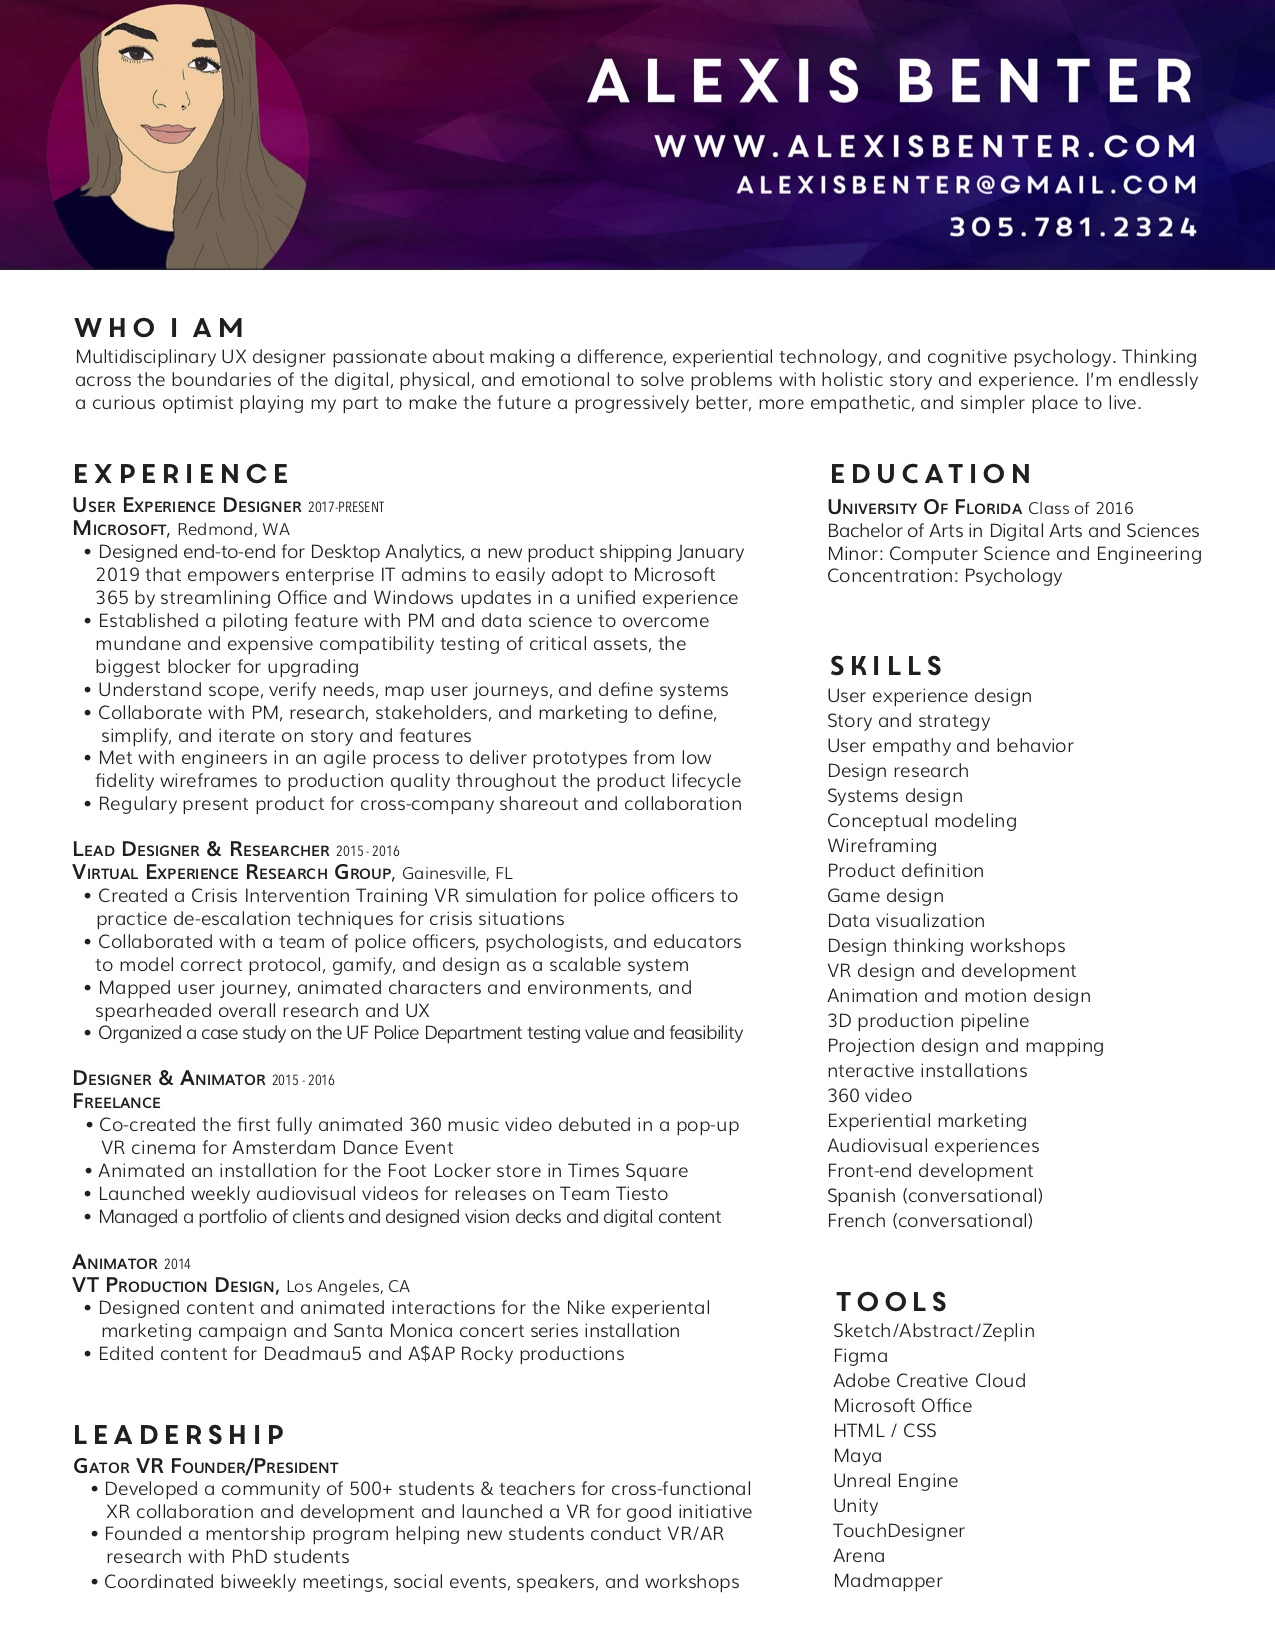 ALEXIS BENTER
WWW.ALEXISBENTER.COM
ALEXISBENTER@GMAIL.COM
305.781.2324
WHO I AM
Multidisciplinary UX designer passionate about making a difference, experiential technology, and cognitive psychology. Thinking
across the boundaries of the digital, physical, and emotional to solve problems with holistic story and experience. I'm endlessly
a curious optimist playing my part to make the future a progressively better, more empathetic, and simpler place to live.
EXPERIENCE
User Experience Designer 2017-PRESENT
Microsoft, Redmond, WA
• Designed end-to-end for Desktop Analytics, a new product shipping January
2019 that empowers enterprise IT admins to easily adopt to Microsoft
365 by streamlining Office and Windows updates in a unified experience
• Established a piloting feature with PM and data science to overcome
mundane and expensive compatibility testing of critical assets, the
biggest blocker for upgrading
• Understand scope, verify needs, map user journeys, and define systems
• Collaborate with PM, research, stakeholders, and marketing to define,
simplify, and iterate on story and features
• Met with engineers in an agile process to deliver prototypes from low
fidelity wireframes to production quality throughout the product lifecycle
• Regulary present product for cross-company shareout and collaboration
Lead Designer & Researcher 2015-2016
Virtual Experience Research Group, Gainesville, FL
• Created a Crisis Intervention Training VR simulation for police officers to
practice de-escalation techniques for crisis situations
• Collaborated with a team of police officers, psychologists, and educators
to model correct protocol, gamify, and design as a scalable system
• Mapped user journey, animated characters and environments, and
spearheaded overall research and UX
• Organized a case study on the UF Police Department testing value and feasibility
Designer & Animator 2015-2016
Freelance
• Co-created the first fully animated 360 music video debuted in a pop-up
VR cinema for Amsterdam Dance Event
• Animated an installation for the Foot Locker store in Times Square
• Launched weekly audiovisual videos for releases on Team Tiesto
• Managed a portfolio of clients and designed vision decks and digital content
Animator 2014
VT Production Design, Los Angeles, CA
• Designed content and animated interactions for the Nike experiental
marketing campaign and Santa Monica concert series installation
• Edited content for Deadmau5 and A$AP Rocky productions
LEADERSHIP
Gator VR Founder/President
• Developed a community of 500+ students & teachers for cross-functional
XR collaboration and development and launched a VR for good initiative
• Founded a mentorship program helping new students conduct VR/AR
research with PhD students
• Coordinated biweekly meetings, social events, speakers, and workshops
EDUCATION
University Of Florida Class of 2016
Bachelor of Arts in Digital Arts and Sciences
Minor: Computer Science and Engineering
Concentration: Psychology
SKILLS
User experience design
Story and strategy
User empathy and behavior
Design research
Systems design
Conceptual modeling
Wireframing
Product definition
Game design
Data visualization
Design thinking workshops
VR design and development
Animation and motion design
3D production pipeline
Projection design and mapping
nteractive installations
360 video
Experiential marketing
Audiovisual experiences
Front-end development
Spanish (conversational)
French (conversational)
TOOLS
Sketch/Abstract/Zeplin
Figma
Adobe Creative Cloud
Microsoft Office
HTML / CSS
Maya
Unreal Engine
Unity
TouchDesigner
Arena
Madmapper